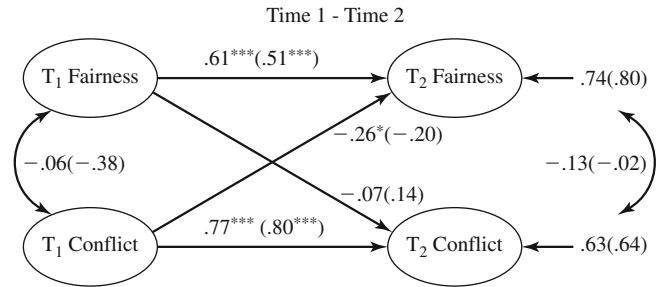 Time 1 - Time 2
.61***(.51***)
T₁ Fairness
T₂ Fairness
.74(.80)
−.26*(−.20)
−.06(−.38)
−.13(−.02)
−.07(.14)
.77*** (.80***)
T₁ Conflict
T₂ Conflict
.63(.64)